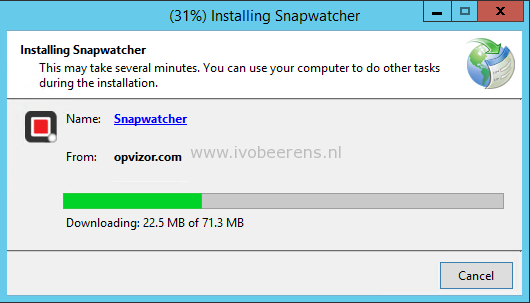 (31%) Installing Snapwatcher
Installing Snapwatcher
This may take several minutes. You can use your computer to do other tasks
during the installation.
Name: Snapwatcher
www.ivobeerens.nl
From: opvizor.com
Downloading: 22.5 MB of 71.3 MB
Cancel